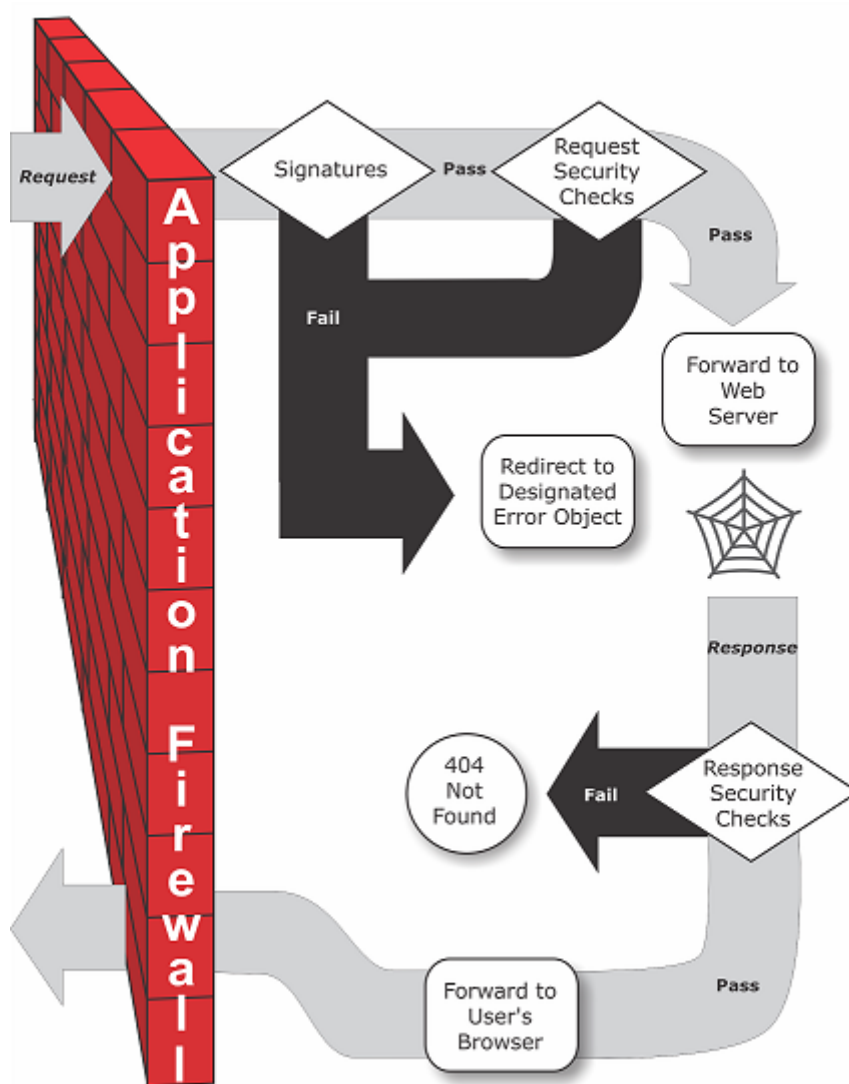 Request
Signatures
Pass
Request
Security
Checks
Pass
Fail
Forward to
Web
Server
Redirect to
Designated
Error Object
Response
404
Not
Found
Fail
Response
Security
Checks
Pass
Forward to
User's
Browser
Application Firewall